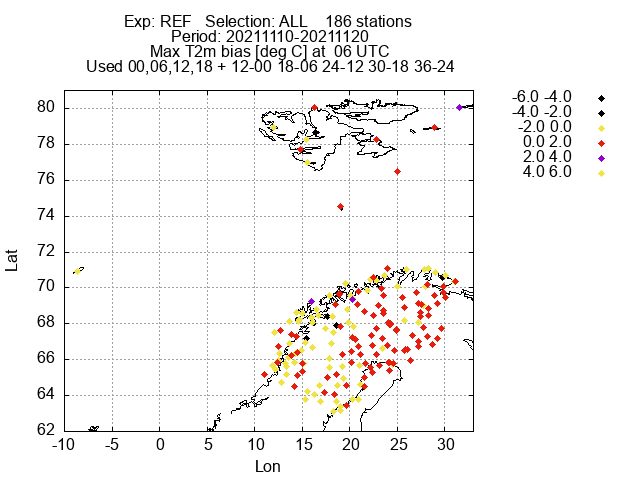 Exp: REF Selection: ALL 186 stations
Period: 20211110-20211120
Max T2m bias [deg C] at 06 UTC
Used 00,06,12,18 + 12-00 18-06 24-12 30-18 36-24
-6.0 -4.0
-4.0 -2.0
-2.0 0.0
0.0 2.0
2.0 4.0
4.0 6.0
80
78
76
74
72
70
68
66
64
62
Lat
-10 -5 0 5 10 15 20 25 30
Lon